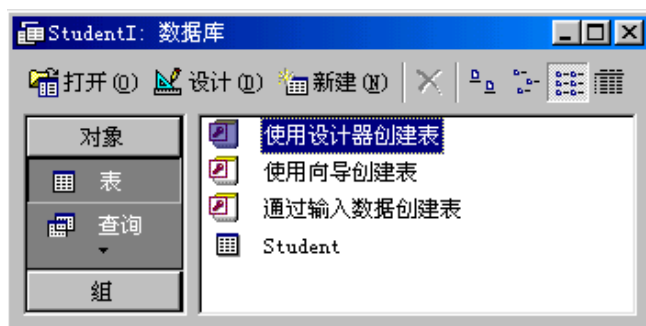 StudentI: 数据库
打开(O) 设计(D) 新建(N)
对象
表
查询
组
使用设计器创建表
使用向导创建表
通过输入数据创建表
Student